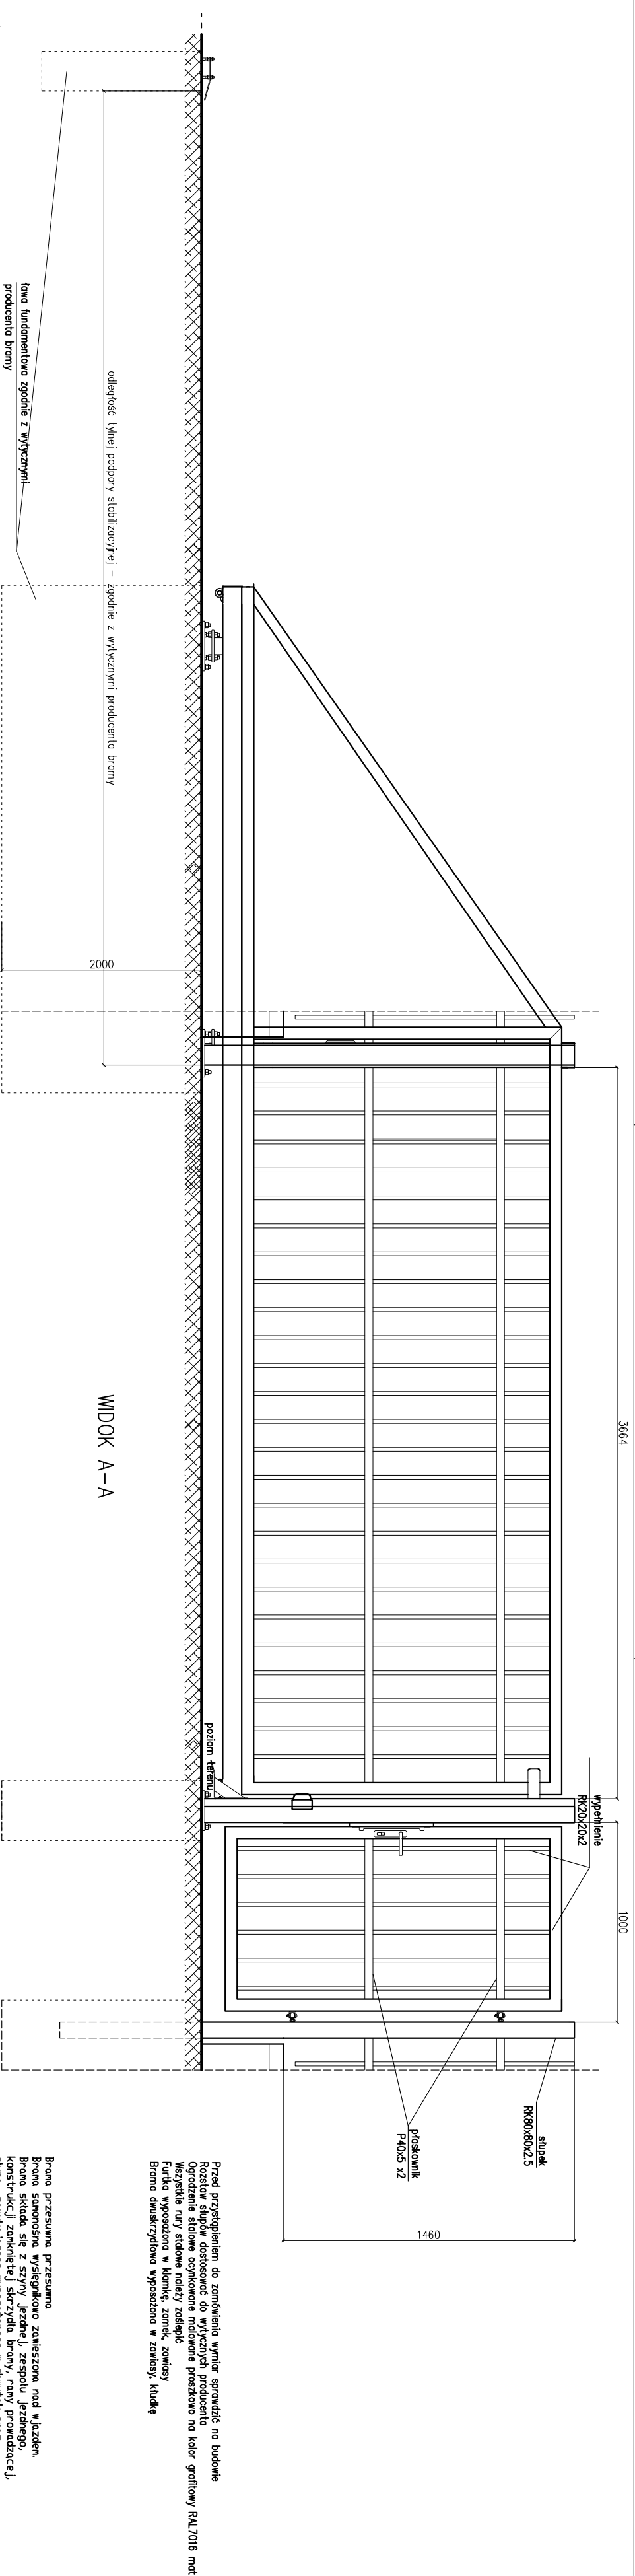 3664
1000
wypełnienie
RK20x20x2
słupek
RK80x80x2.5
płaskownik
P40x5 x2
1460
poziom terenu
2000
odległość tylnej podpory stabilizacyjnej – zgodnie z wytycznymi producenta bramy
ława fundamentowa zgodnie z wytycznymi
producenta bramy
WIDOK A–A
Przed przystąpieniem do zamówienia wymiar sprawdzić na budowie
Rozstaw słupów dostosować do wytycznych producenta
Ogrodzenie stalowe ocynkowane malowane proszkowo na kolor grafitowy RAL7016 mat
Wszystkie rury stalowe należy zaślepić
Furtka wyposażona w klamkę, zamek, zawiasy
Brama dwuskrzydłowa wyposażona w zawiasy, kłudkę
Brama przesuwna przesuwna
Brama samonośna wysięgnikowa zawieszona nad wjazdem.
Brama składa się z szyny jezdnej, zespołu jezdnego,
konstrukcji zamkniętej skrzydła bramy, ramy prowadzącej,